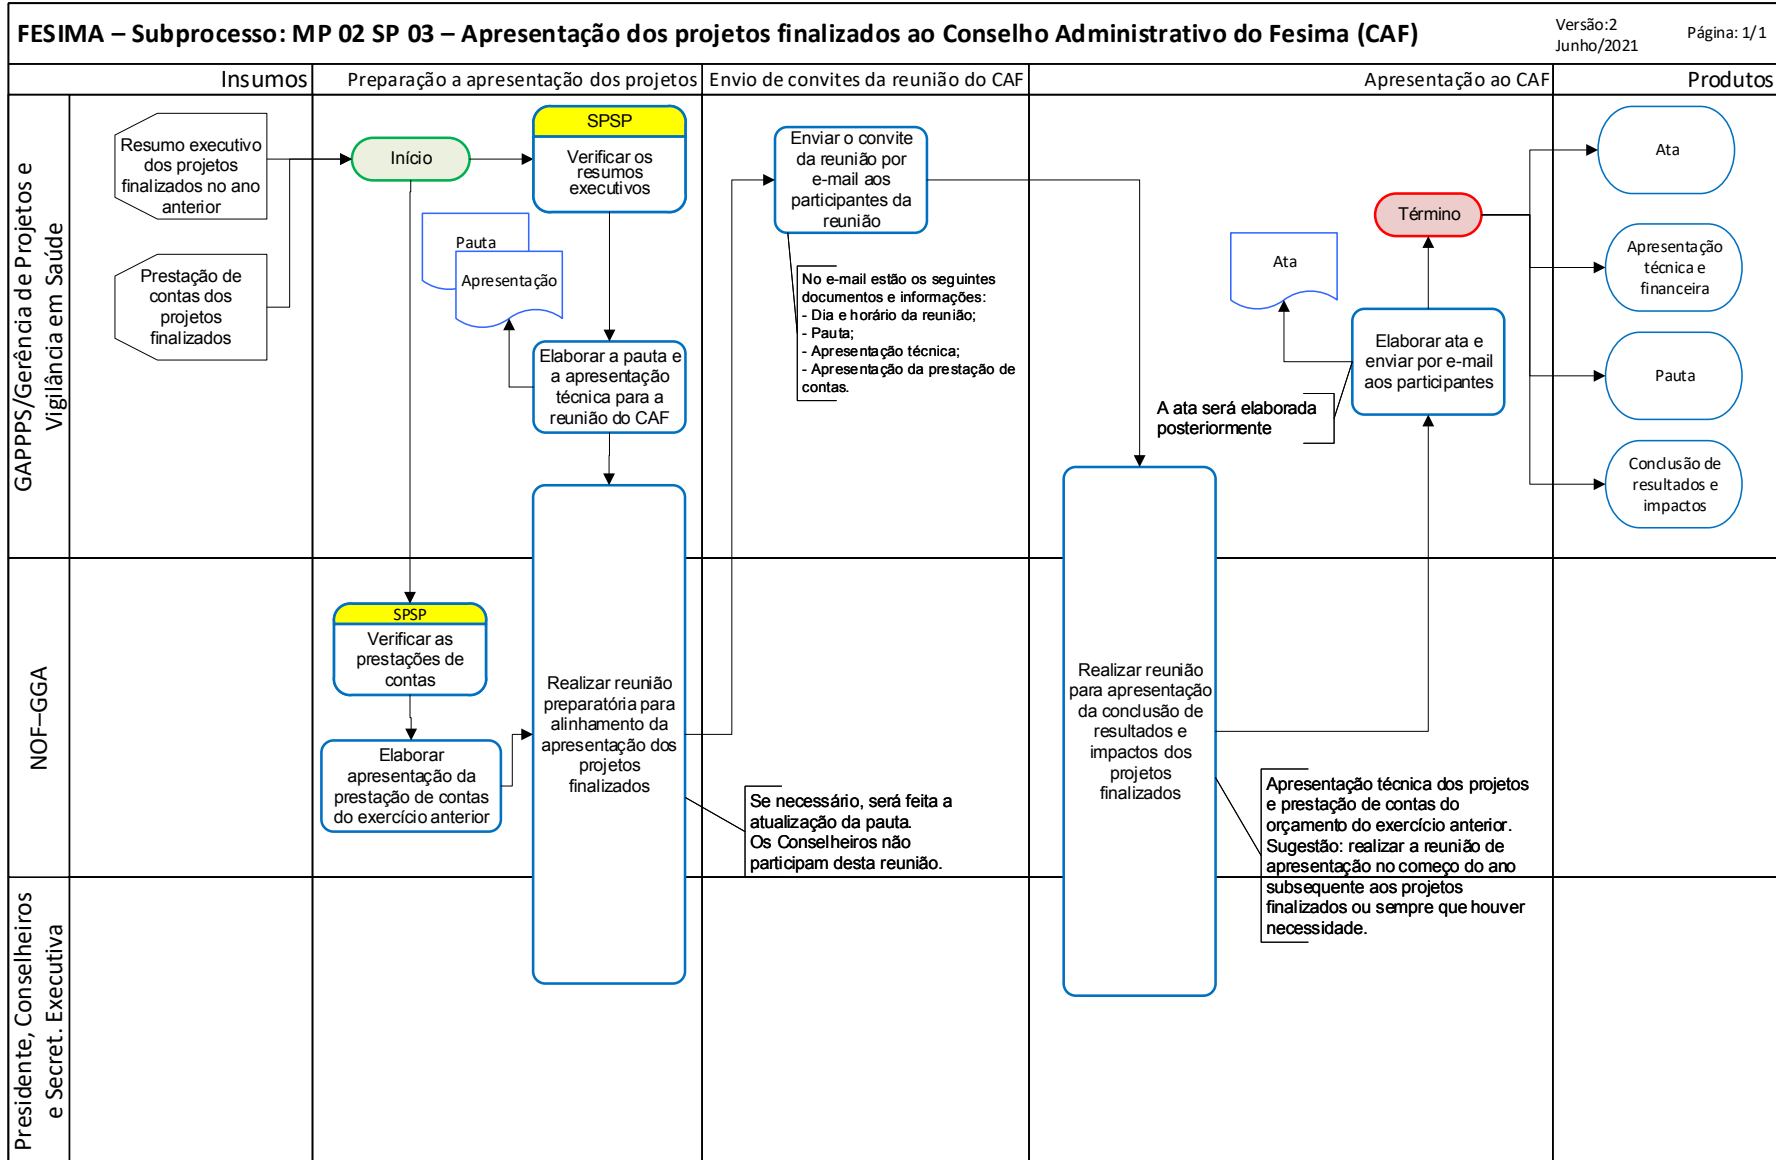 FESIMA – Subprocesso: MP 02 SP 03 – Apresentação dos projetos finalizados ao Conselho Administrativo do Fesima (CAF)
Versão:2
Junho/2021
Página: 1/1
Insumos
Preparação a apresentação dos projetos
Envio de convites da reunião do CAF
Apresentação ao CAF
Produtos
GAPPPS/Gerência de Projetos e
Vigilância em Saúde
Resumo executivo
dos projetos
finalizados no ano
anterior
Prestação de
contas dos
projetos
finalizados
Início
SPSP
Verificar os
resumos
executivos
Pauta
Apresentação
Elaborar a pauta e
a apresentação
técnica para a
reunião do CAF
Enviar o convite
da reunião por
e-mail aos
participantes da
reunião
No e-mail estão os seguintes
documentos e informações:
- Dia e horário da reunião;
- Pauta;
- Apresentação técnica;
- Apresentação da prestação de
contas.
Término
Ata
Elaborar ata e
enviar por e-mail
aos participantes
A ata será elaborada
posteriormente
Ata
Apresentação
técnica e
financeira
Pauta
Conclusão de
resultados e
impactos
NOF–GGA
SPSP
Verificar as
prestações de
contas
Elaborar
apresentação da
prestação de contas
do exercício anterior
Realizar reunião
preparatória para
alinhamento da
apresentação dos
projetos
finalizados
Se necessário, será feita a
atualização da pauta.
Os Conselheiros não
participam desta reunião.
Realizar reunião
para apresentação
da conclusão de
resultados e
impactos dos
projetos
finalizados
Apresentação técnica dos projetos
e prestação de contas do
orçamento do exercício anterior.
Sugestão: realizar a reunião de
apresentação no começo do ano
subsequente aos projetos
finalizados ou sempre que houver
necessidade.
Presidente, Conselheiros
e Secret. Executiva